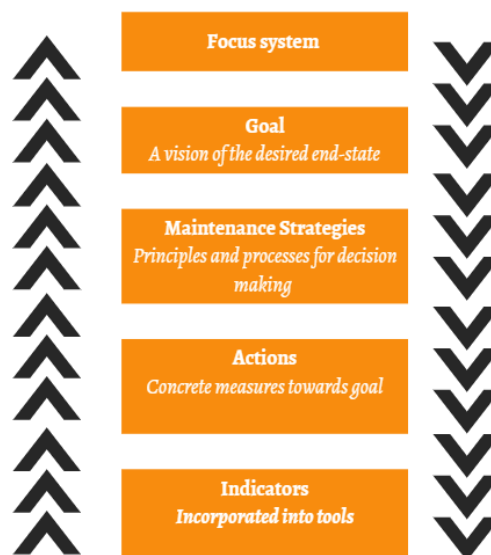 Focus system
Goal
A vision of the desired end-state
Maintenance Strategies
Principles and processes for decision
making
Actions
Concrete measures towards goal
Indicators
Incorporated into tools